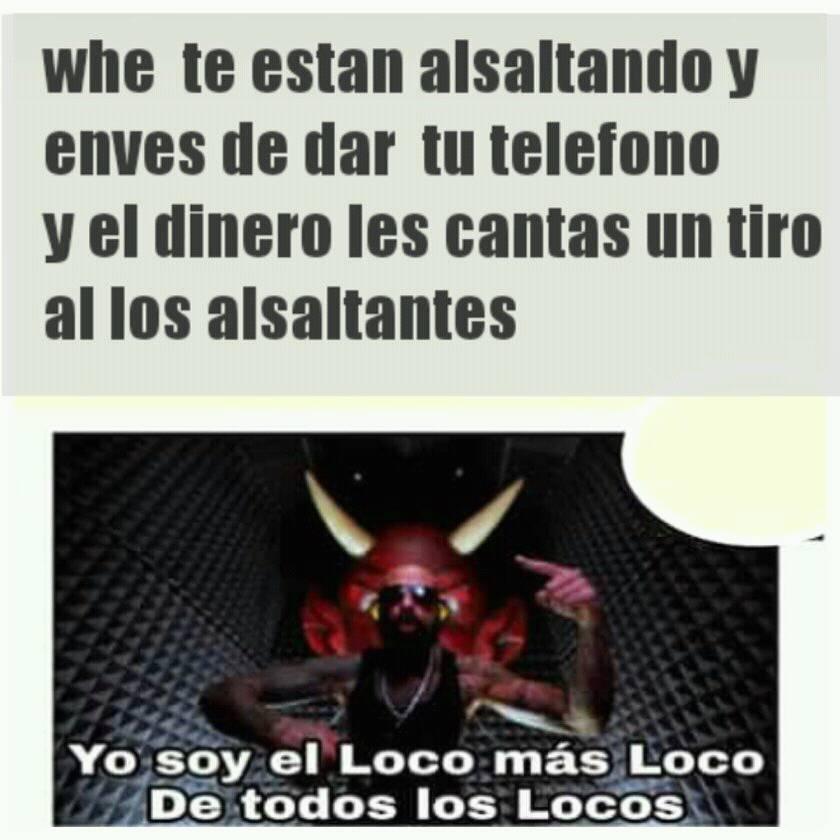 whe te estan alsaltando y
enves de dar tu telefono
y el dinero les cantas un tiro
al los alsaltantes
Yo soy el Loco más Loco
De todos los Locos